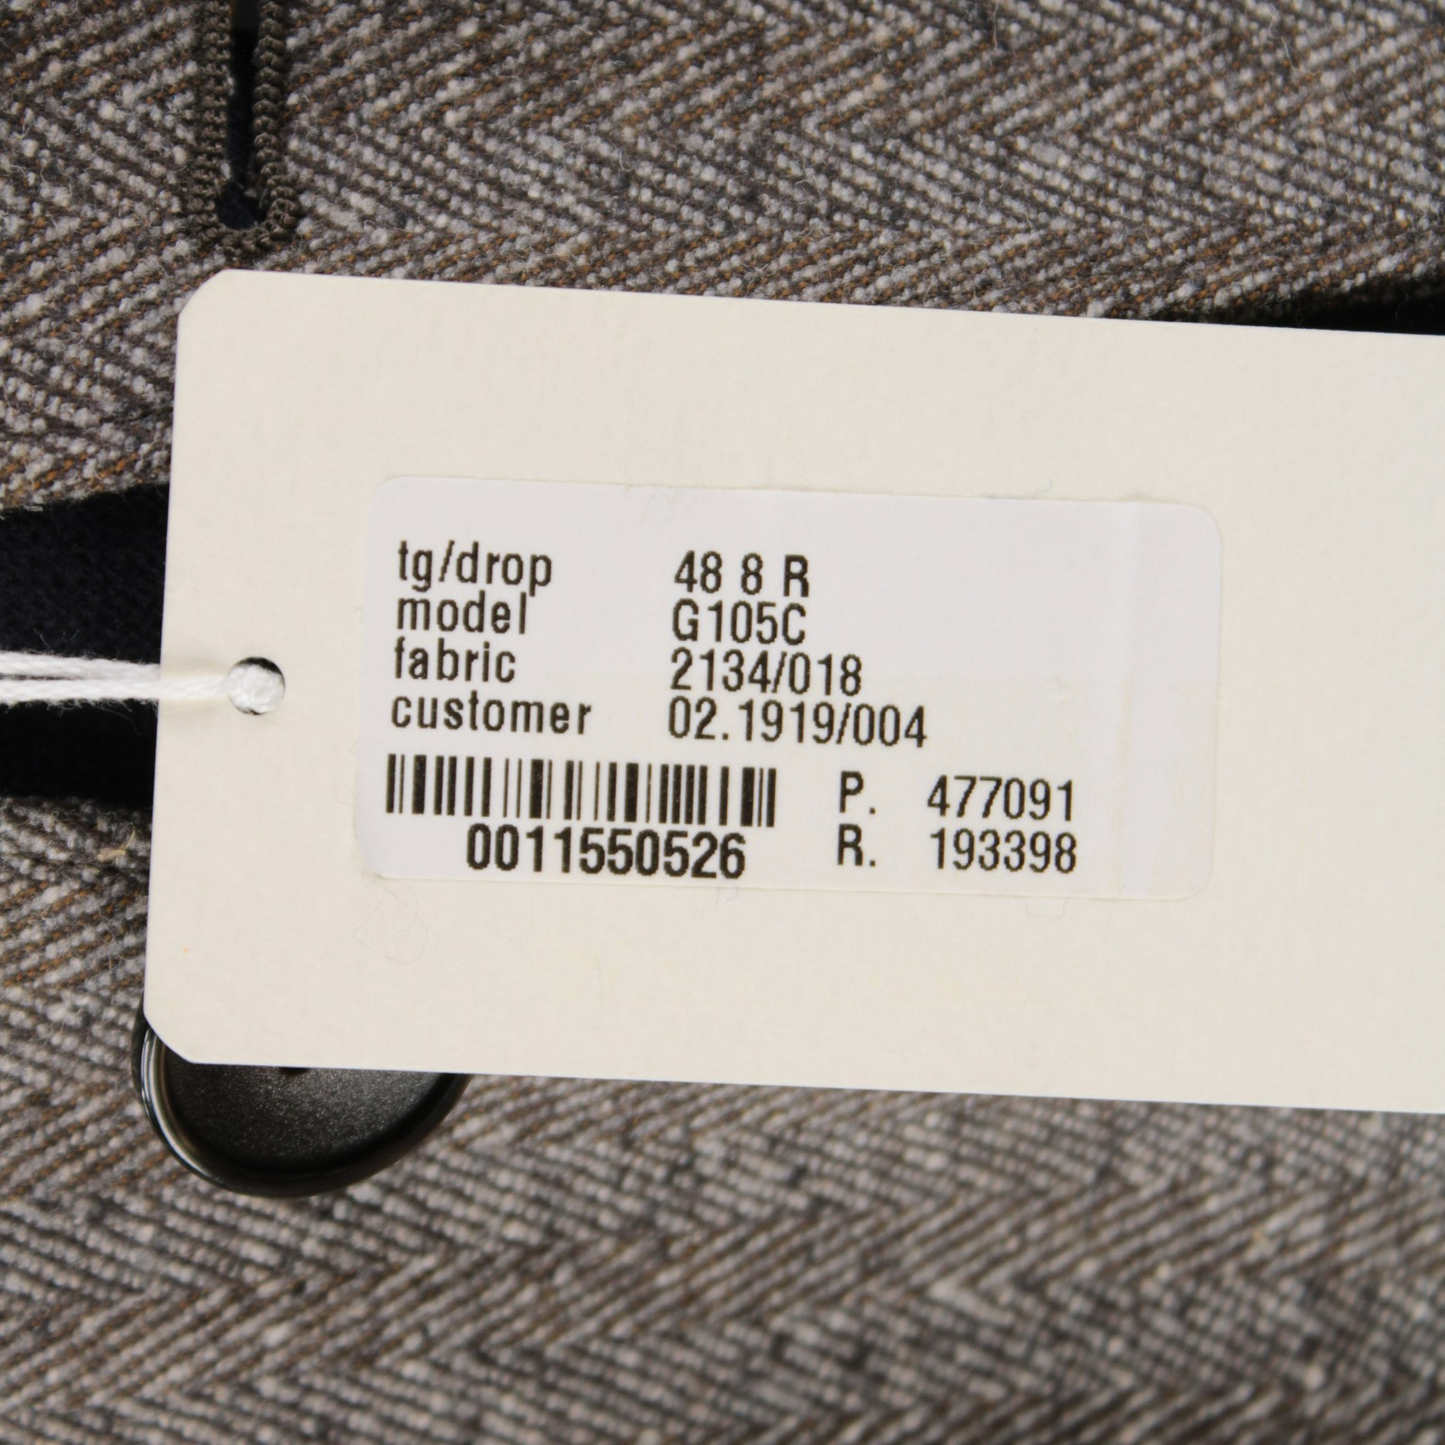 tg/drop 48 8 R
model G105C
fabric 2134/018
customer 02.1919/004
P. 477091
0011550526 R. 193398